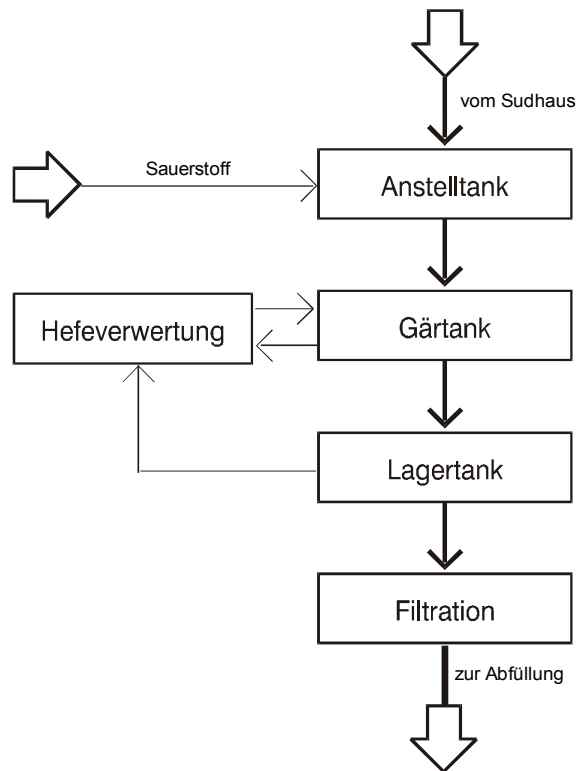 vom Sudhaus
Sauerstoff
Anstelltank
Hefeverwertung
Gärtank
Lagertank
Filtration
zur Abfüllung